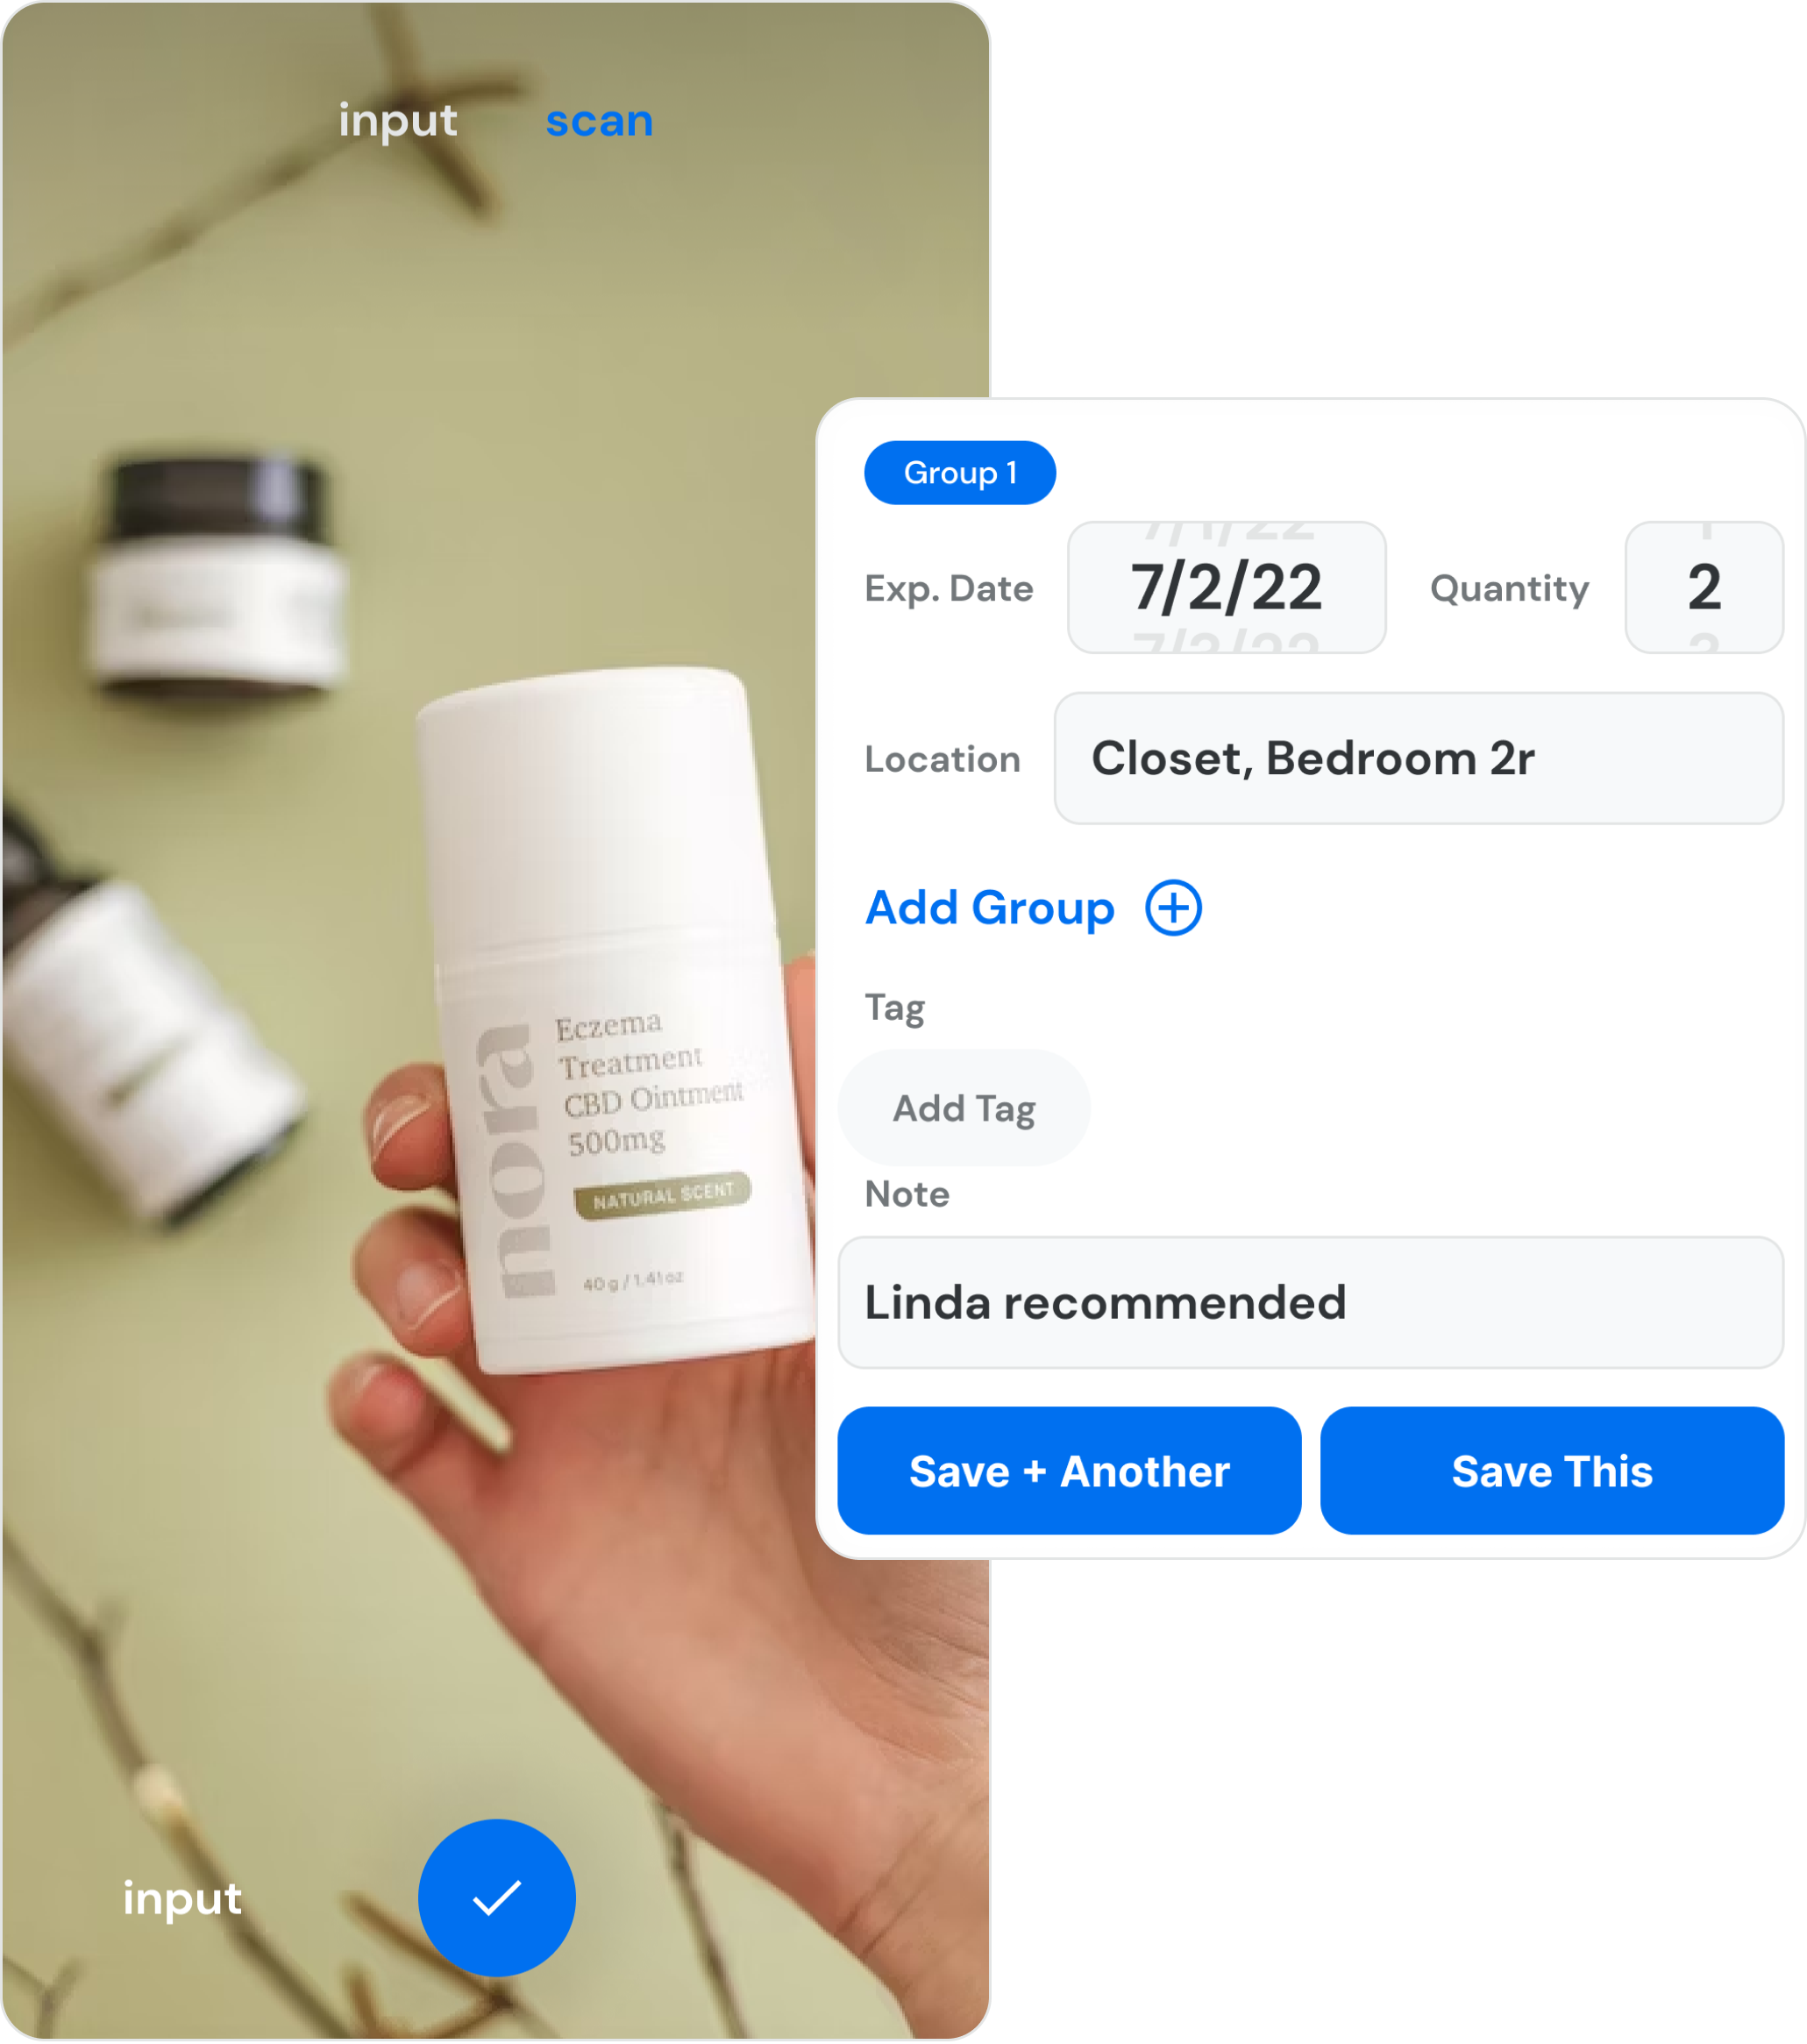 input scan
nora
Eczema
Treatment
CBD Ointment
500mg
NATURAL SCENT
40 g / 1.41 oz
input
Group 1
7/1/22 1
Exp. Date 7/2/22 Quantity 2
7/3/22 3
Location Closet, Bedroom 2r
Add Group
Tag
Add Tag
Note
Linda recommended
Save + Another Save This